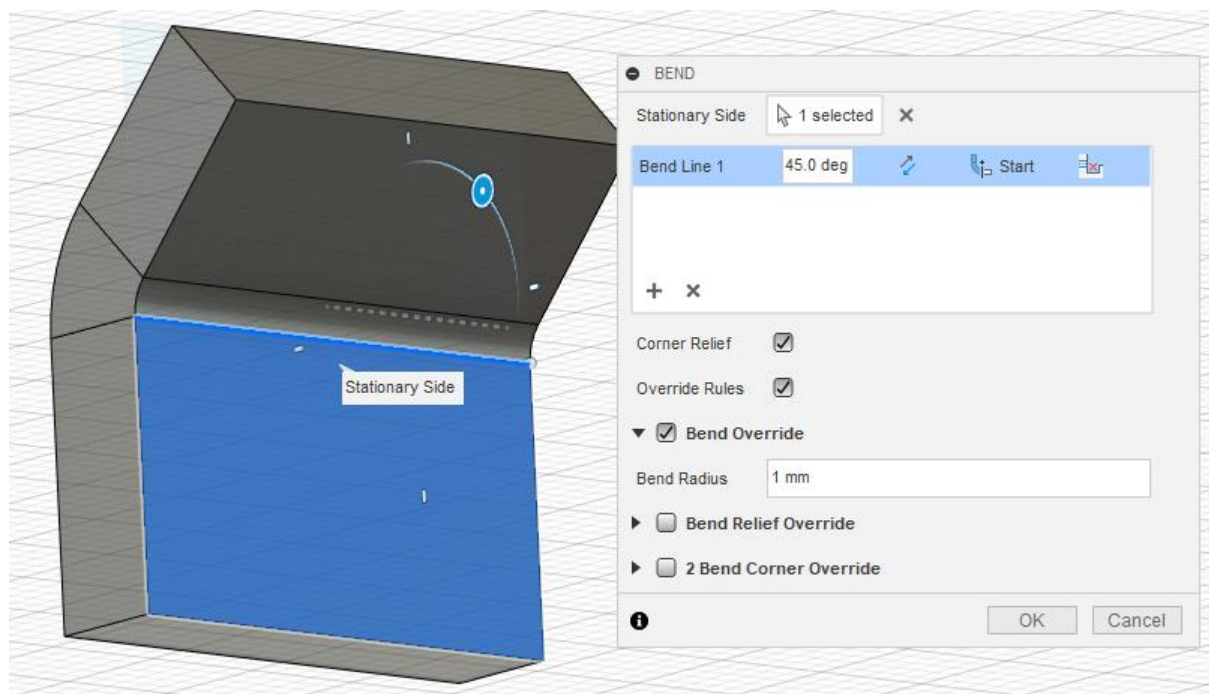 BEND
Stationary Side 1 selected
Bend Line 1 45.0 deg Start
Corner Relief
Override Rules
Stationary Side
Bend Override
Bend Radius 1 mm
Bend Relief Override
2 Bend Corner Override
OK Cancel